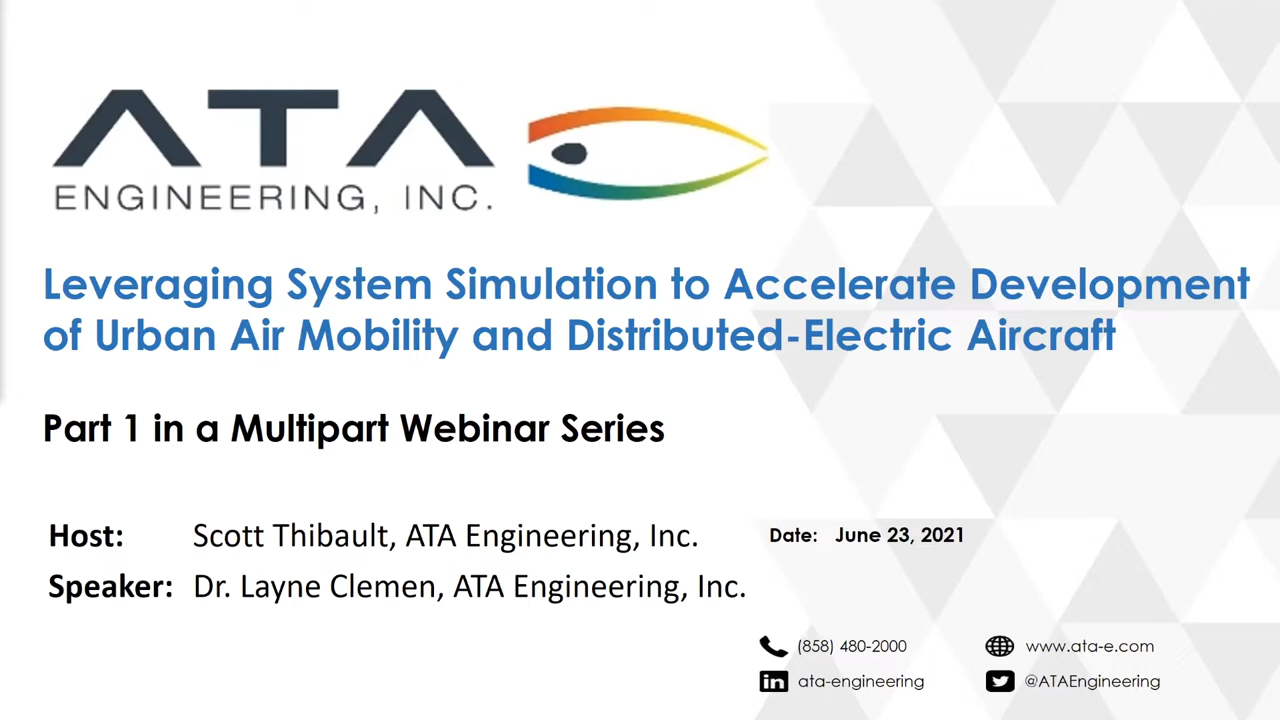 ATA
ENGINEERING, INC.
Leveraging System Simulation to Accelerate Development
of Urban Air Mobility and Distributed-Electric Aircraft
Part 1 in a Multipart Webinar Series
Host: Scott Thibault, ATA Engineering, Inc.
Date: June 23, 2021
Speaker: Dr. Layne Clemen, ATA Engineering, Inc.
(858) 480-2000
www.ata-e.com
ata-engineering
@ATAEngineering